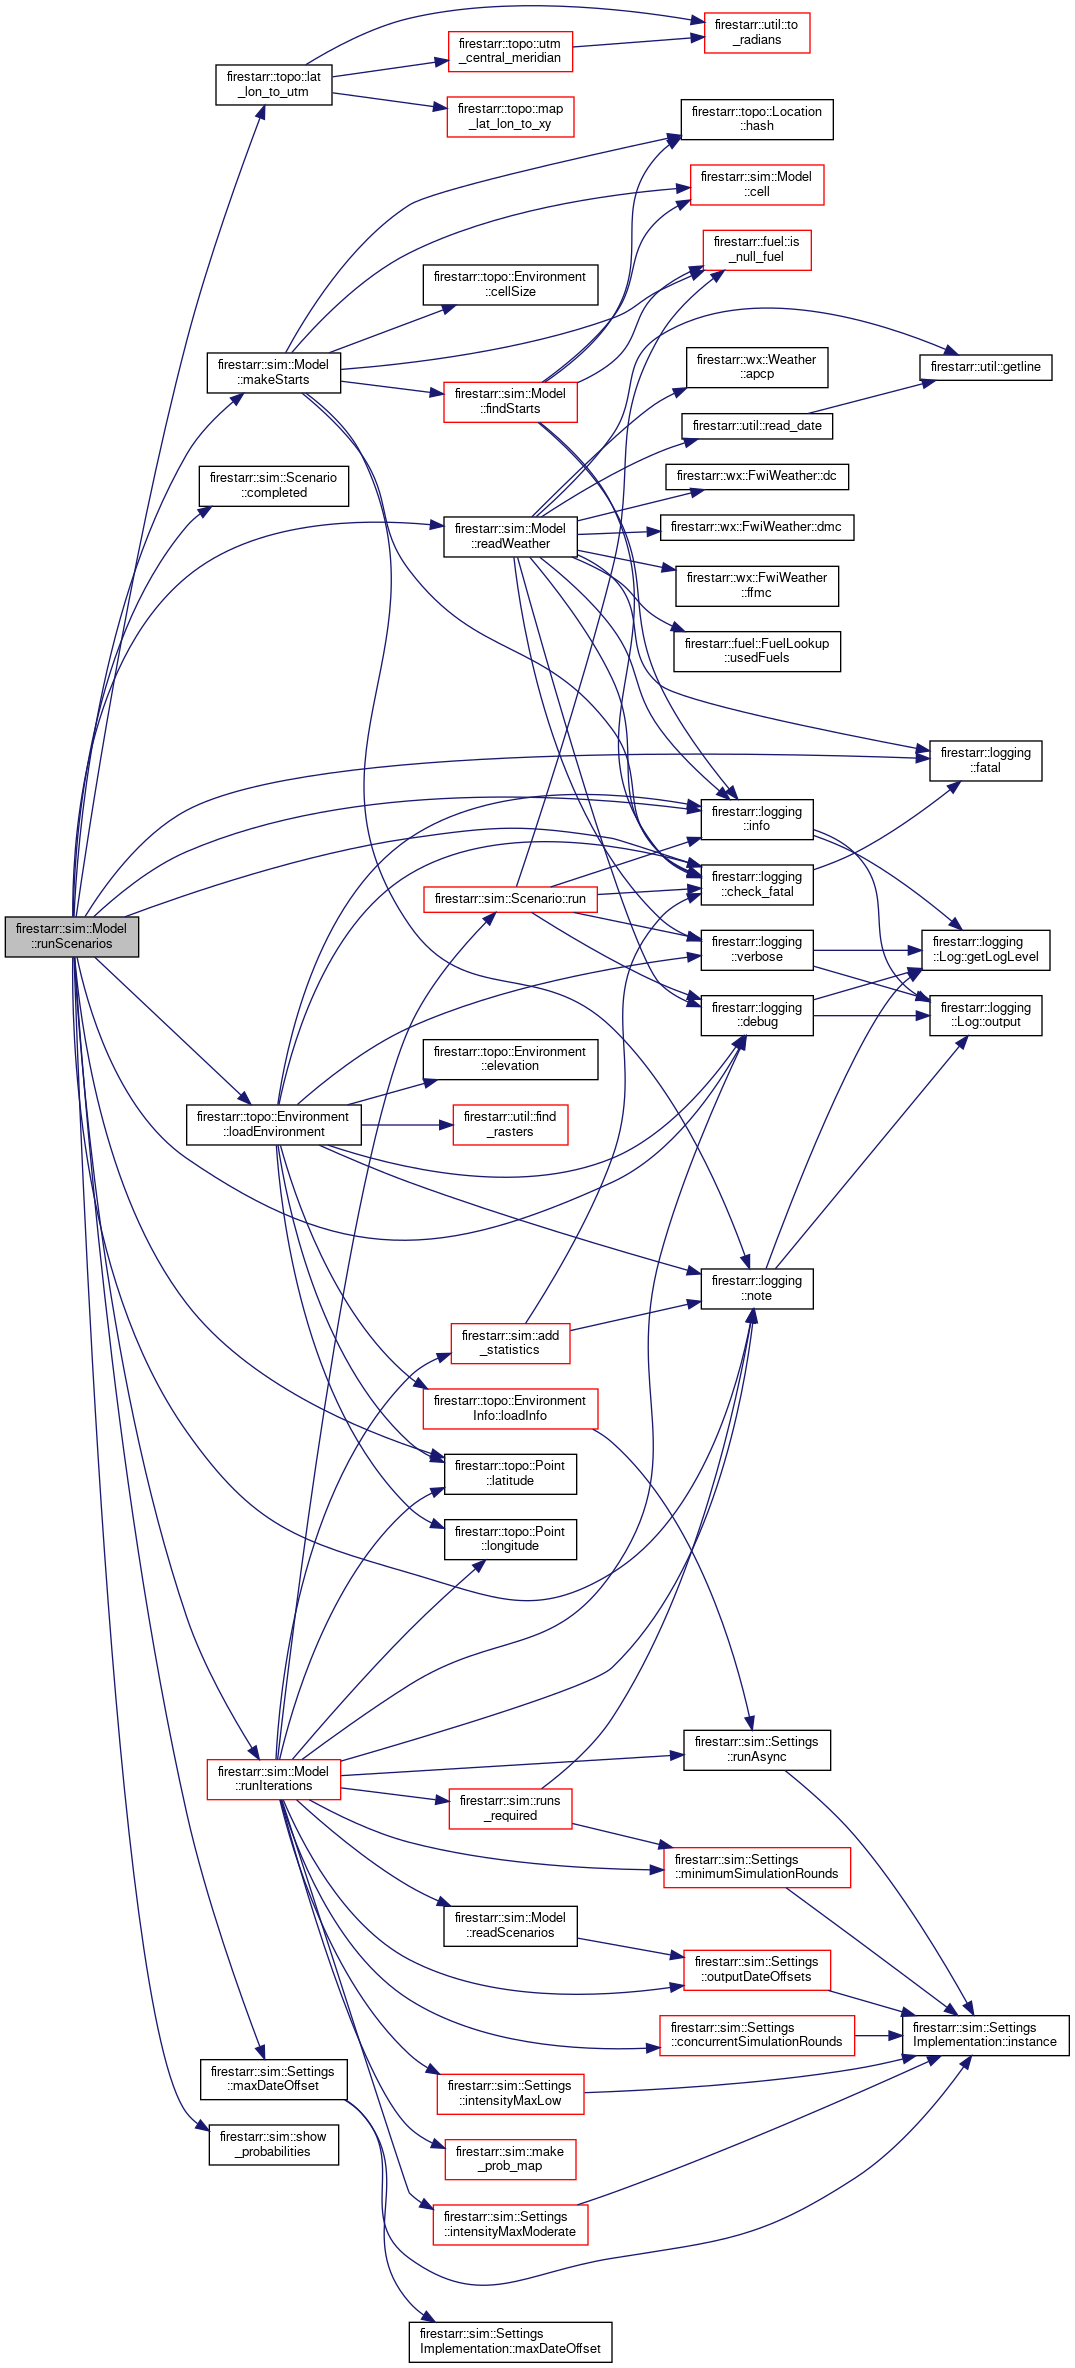 firestarr::util::to
_radians
firestarr::topo::utm
_central_meridian
firestarr::topo::lat
_lon_to_utm
firestarr::topo::map
_lat_lon_to_xy
firestarr::topo::Location
::hash
firestarr::sim::Model
::cell
firestarr::fuel::is
_null_fuel
firestarr::topo::Environment
::cellSize
firestarr::sim::Model
::makeStarts
firestarr::wx::Weather
::apcp
firestarr::util::getline
firestarr::sim::Model
::findStarts
firestarr::util::read_date
firestarr::sim::Scenario
::completed
firestarr::wx::FwiWeather::dc
firestarr::sim::Model
::readWeather
firestarr::wx::FwiWeather::dmc
firestarr::wx::FwiWeather
::ffmc
firestarr::fuel::FuelLookup
::usedFuels
firestarr::logging
::fatal
firestarr::logging
::info
firestarr::logging
::check_fatal
firestarr::sim::Scenario::run
firestarr::sim::Model
::runScenarios
firestarr::logging
::verbose
firestarr::logging
::Log::getLogLevel
firestarr::logging
::debug
firestarr::logging
::Log::output
firestarr::topo::Environment
::elevation
firestarr::topo::Environment
::loadEnvironment
firestarr::util::find
_rasters
firestarr::logging
::note
firestarr::sim::add
_statistics
firestarr::topo::Environment
Info::loadInfo
firestarr::topo::Point
::latitude
firestarr::topo::Point
::longitude
firestarr::sim::Settings
::runAsync
firestarr::sim::Model
::runIterations
firestarr::sim::runs
_required
firestarr::sim::Settings
::minimumSimulationRounds
firestarr::sim::Model
::readScenarios
firestarr::sim::Settings
::outputDateOffsets
firestarr::sim::Settings
::concurrentSimulationRounds
firestarr::sim::Settings
Implementation::instance
firestarr::sim::Settings
::maxDateOffset
firestarr::sim::Settings
::intensityMaxLow
firestarr::sim::show
_probabilities
firestarr::sim::make
_prob_map
firestarr::sim::Settings
::intensityMaxModerate
firestarr::sim::Settings
Implementation::maxDateOffset